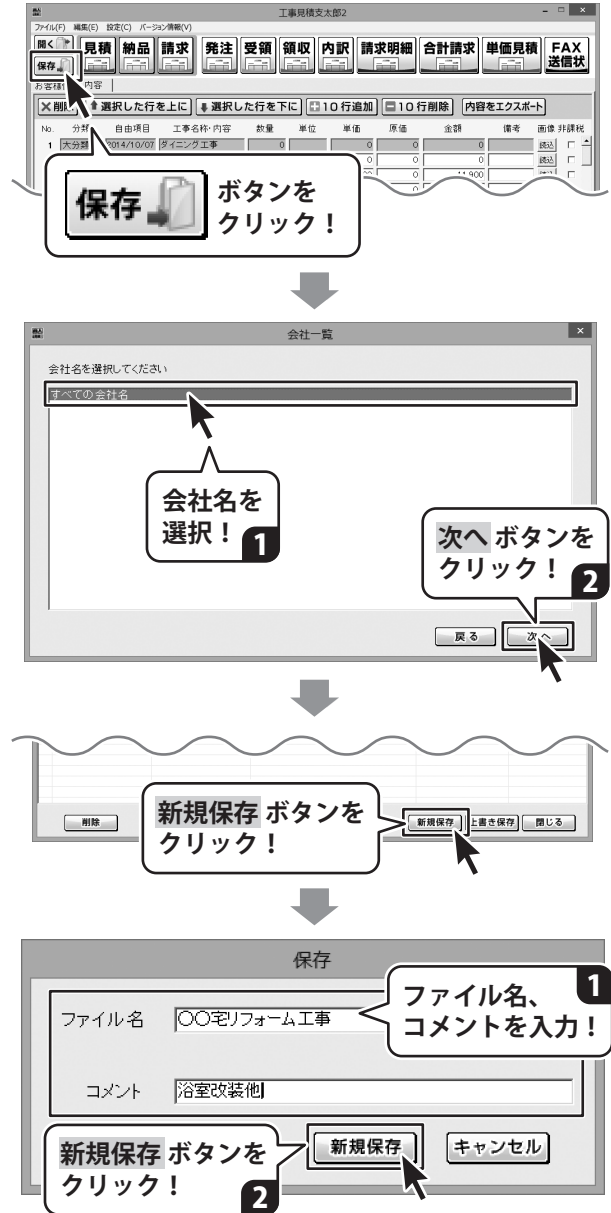 工事見積支太郎2
ファイル(F) 編集(E) 設定(C) バージョン情報(V)
開く 見積 納品 請求 発注 受領 領収 内訳 請求明細 合計請求 単価見積 FAX送信状
保存
内容
選択した行を上に 選択した行を下に 10行追加 10行削除 内容をエクスポート
No. 自由項目 工事名称・内容 数量 単位 単価 原価 金額 備考 画像 非課税
1 大分類 2014/10/07 ダイニング工事 0 0 0 0 読込
0 0 0 読込
保存
ボタンを
クリック！
会社一覧
会社名を選択してください
すべての会社名
会社名を
選択！ 1
次へ ボタンを
クリック！ 2
戻る 次へ
新規保存 ボタンを
クリック！
削除 新規保存 上書き保存 閉じる
保存
ファイル名 〇〇宅リフォーム工事
ファイル名、 1
コメントを入力！
コメント 浴室改装他
新規保存 ボタンを
クリック！ 2
新規保存 キャンセル